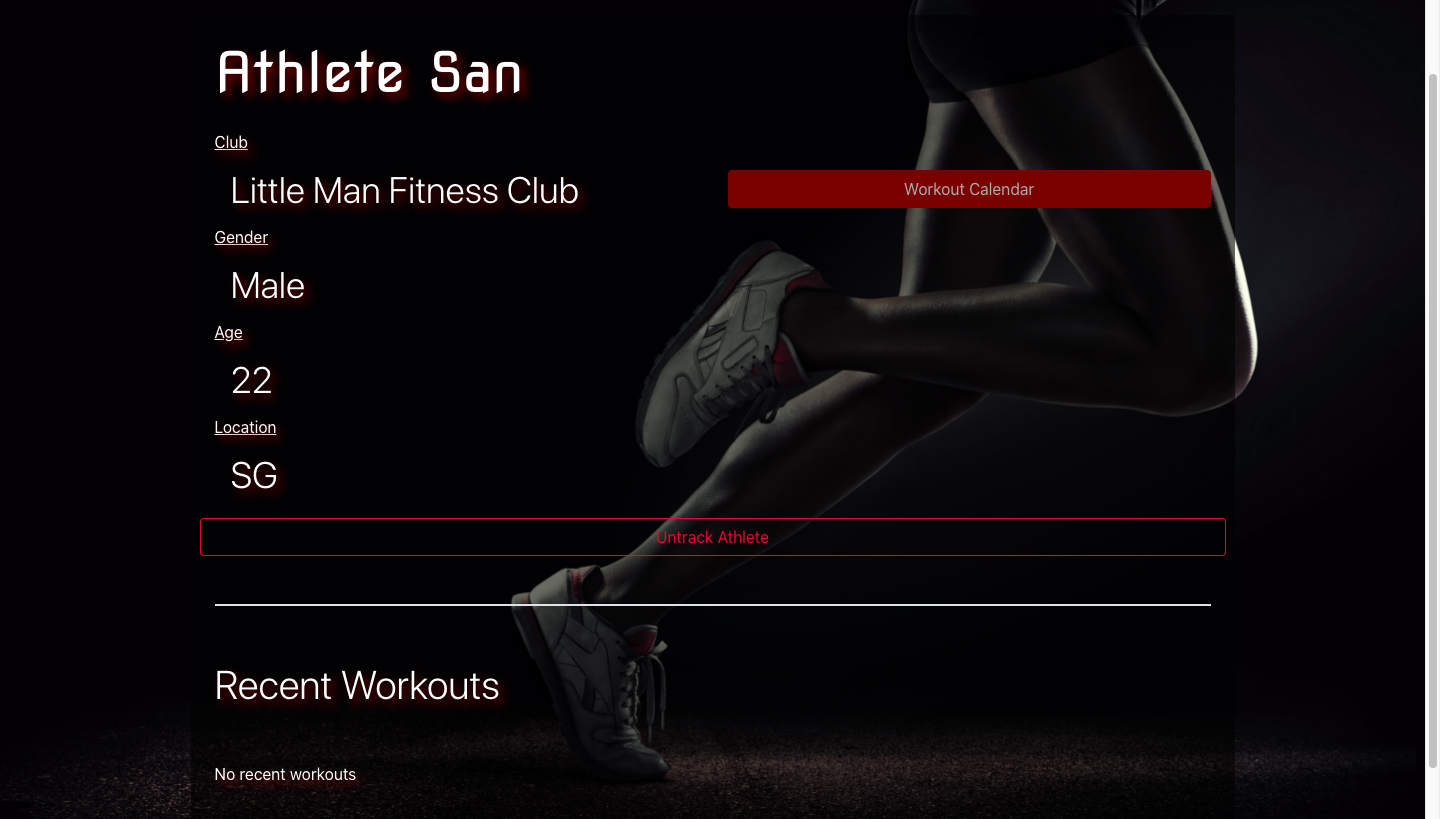 Athlete San
Club
Little Man Fitness Club
Workout Calendar
Gender
Male
Age
22
Location
SG
Untrack Athlete
Recent Workouts
No recent workouts